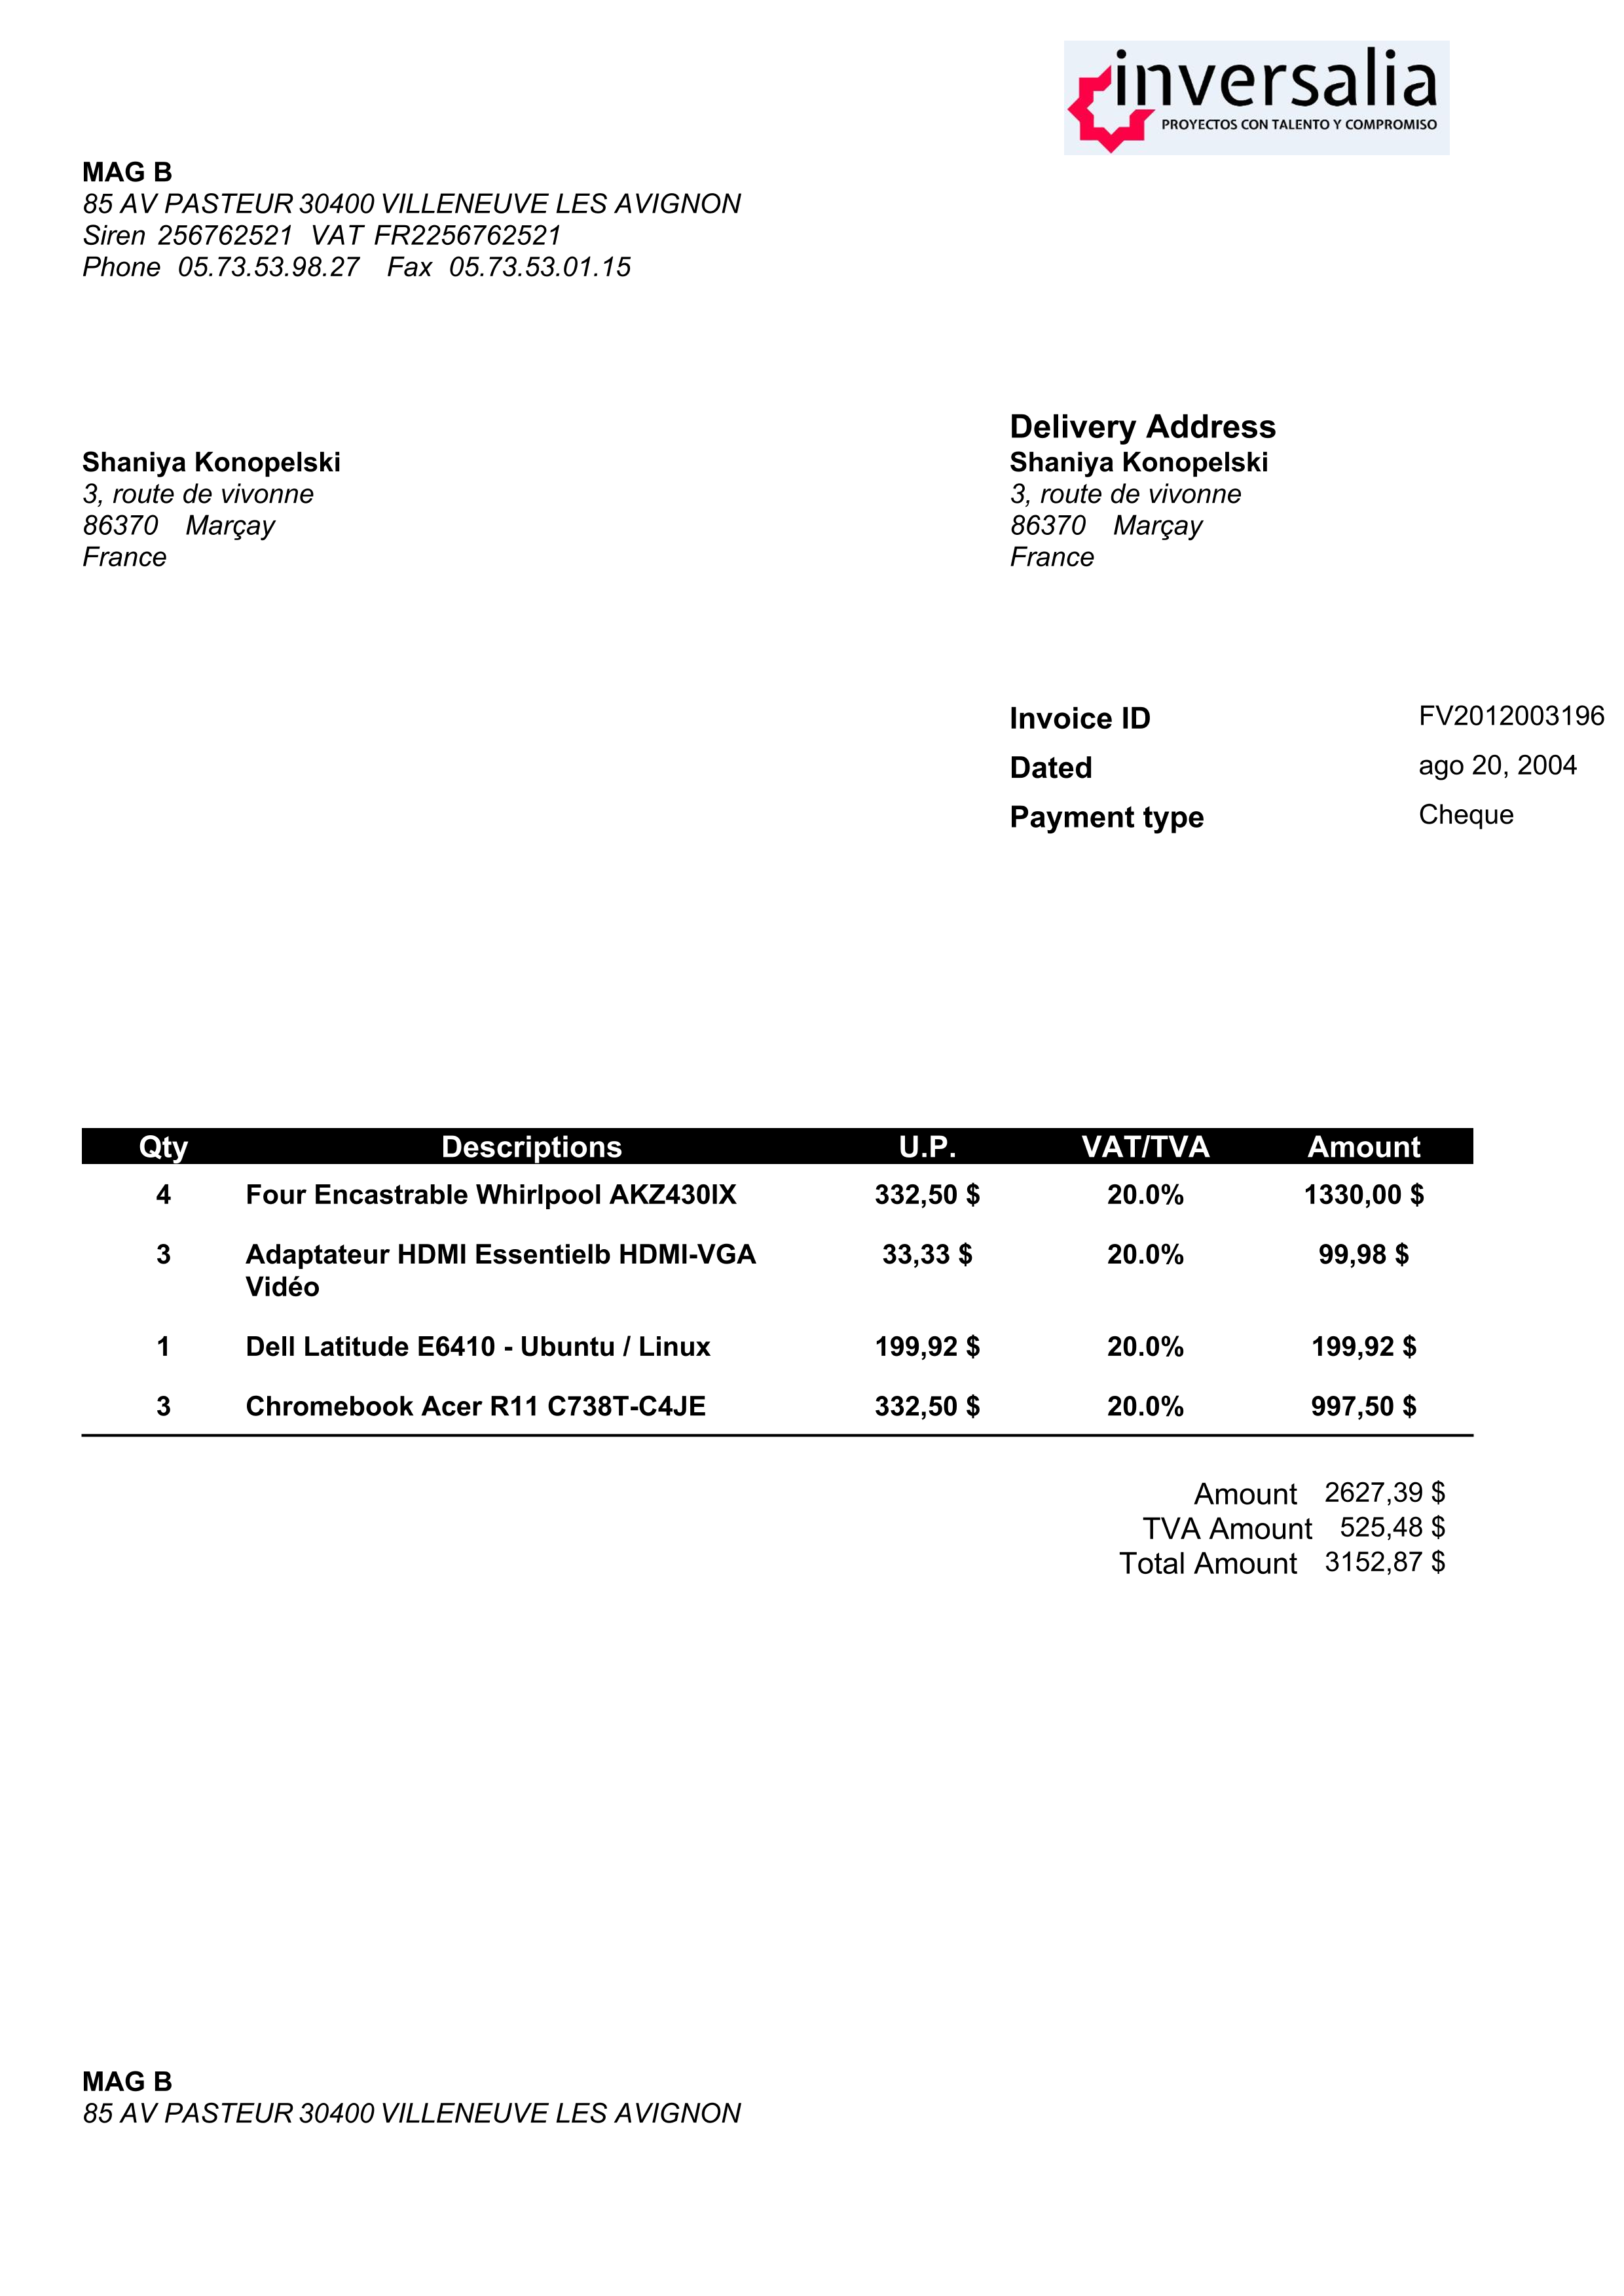 inversalia
PROYECTOS CON TALENTO Y COMPROMISO
MAG B
85 AV PASTEUR 30400 VILLENEUVE LES AVIGNON
Siren 256762521 VAT FR2256762521
Phone 05.73.53.98.27 Fax 05.73.53.01.15
Shaniya Konopelski
3, route de vivonne
86370 Marçay
France
Delivery Address
Shaniya Konopelski
3, route de vivonne
86370 Marçay
France
Invoice ID FV2012003196
Dated ago 20, 2004
Payment type Cheque
Qty Descriptions U.P. VAT/TVA Amount
4 Four Encastrable Whirlpool AKZ430IX 332,50 $ 20.0% 1330,00 $
3 Adaptateur HDMI Essentielb HDMI-VGA 33,33 $ 20.0% 99,98 $
Vidéo
1 Dell Latitude E6410 - Ubuntu / Linux 199,92 $ 20.0% 199,92 $
3 Chromebook Acer R11 C738T-C4JE 332,50 $ 20.0% 997,50 $
Amount 2627,39 $
TVA Amount 525,48 $
Total Amount 3152,87 $
MAG B
85 AV PASTEUR 30400 VILLENEUVE LES AVIGNON